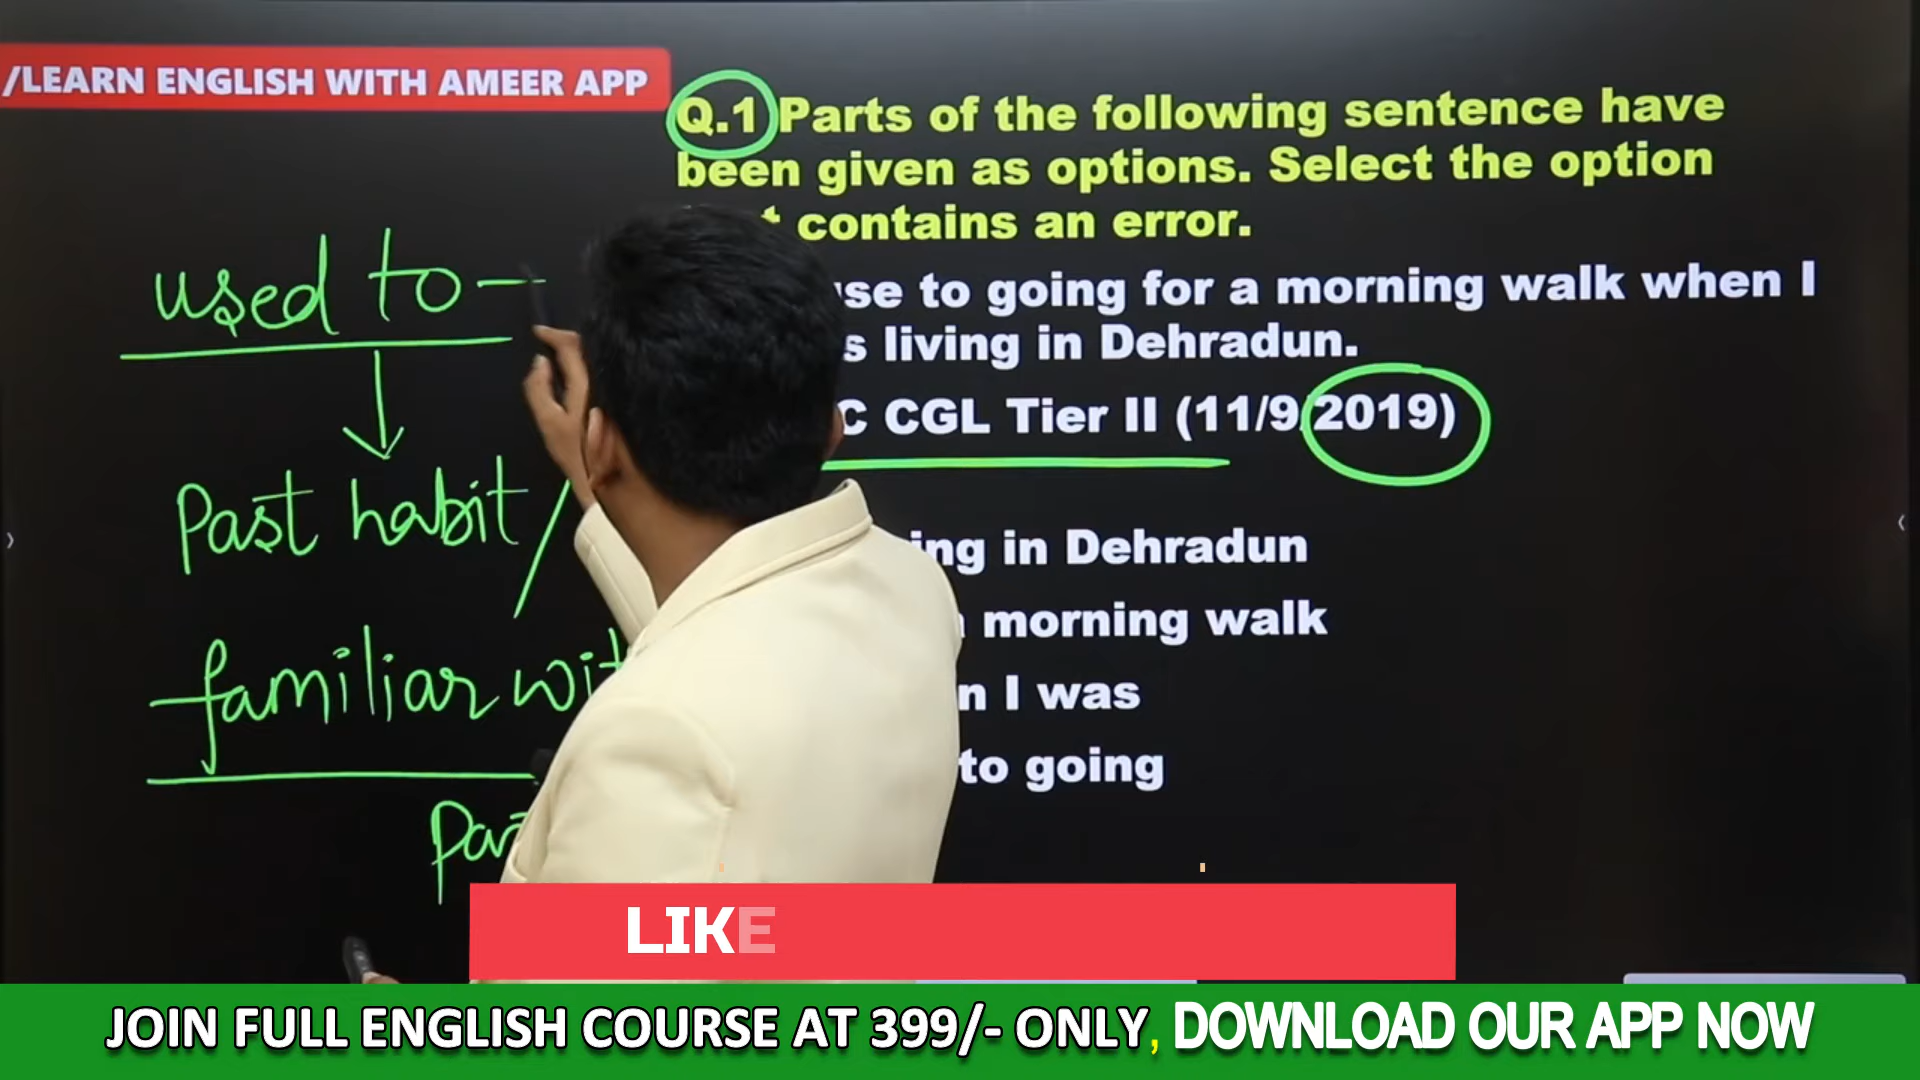 /LEARN ENGLISH WITH AMEER APP
Q.1 Parts of the following sentence have
been given as options. Select the option
contains an error.
to going for a morning walk when I
living in Dehradun.
CGL Tier II (11/9/2019)
used to -
Past habit /
familiar
in Dehradun
morning walk
I was
to going
LIKE
JOIN FULL ENGLISH COURSE AT 399/- ONLY, DOWNLOAD OUR APP NOW